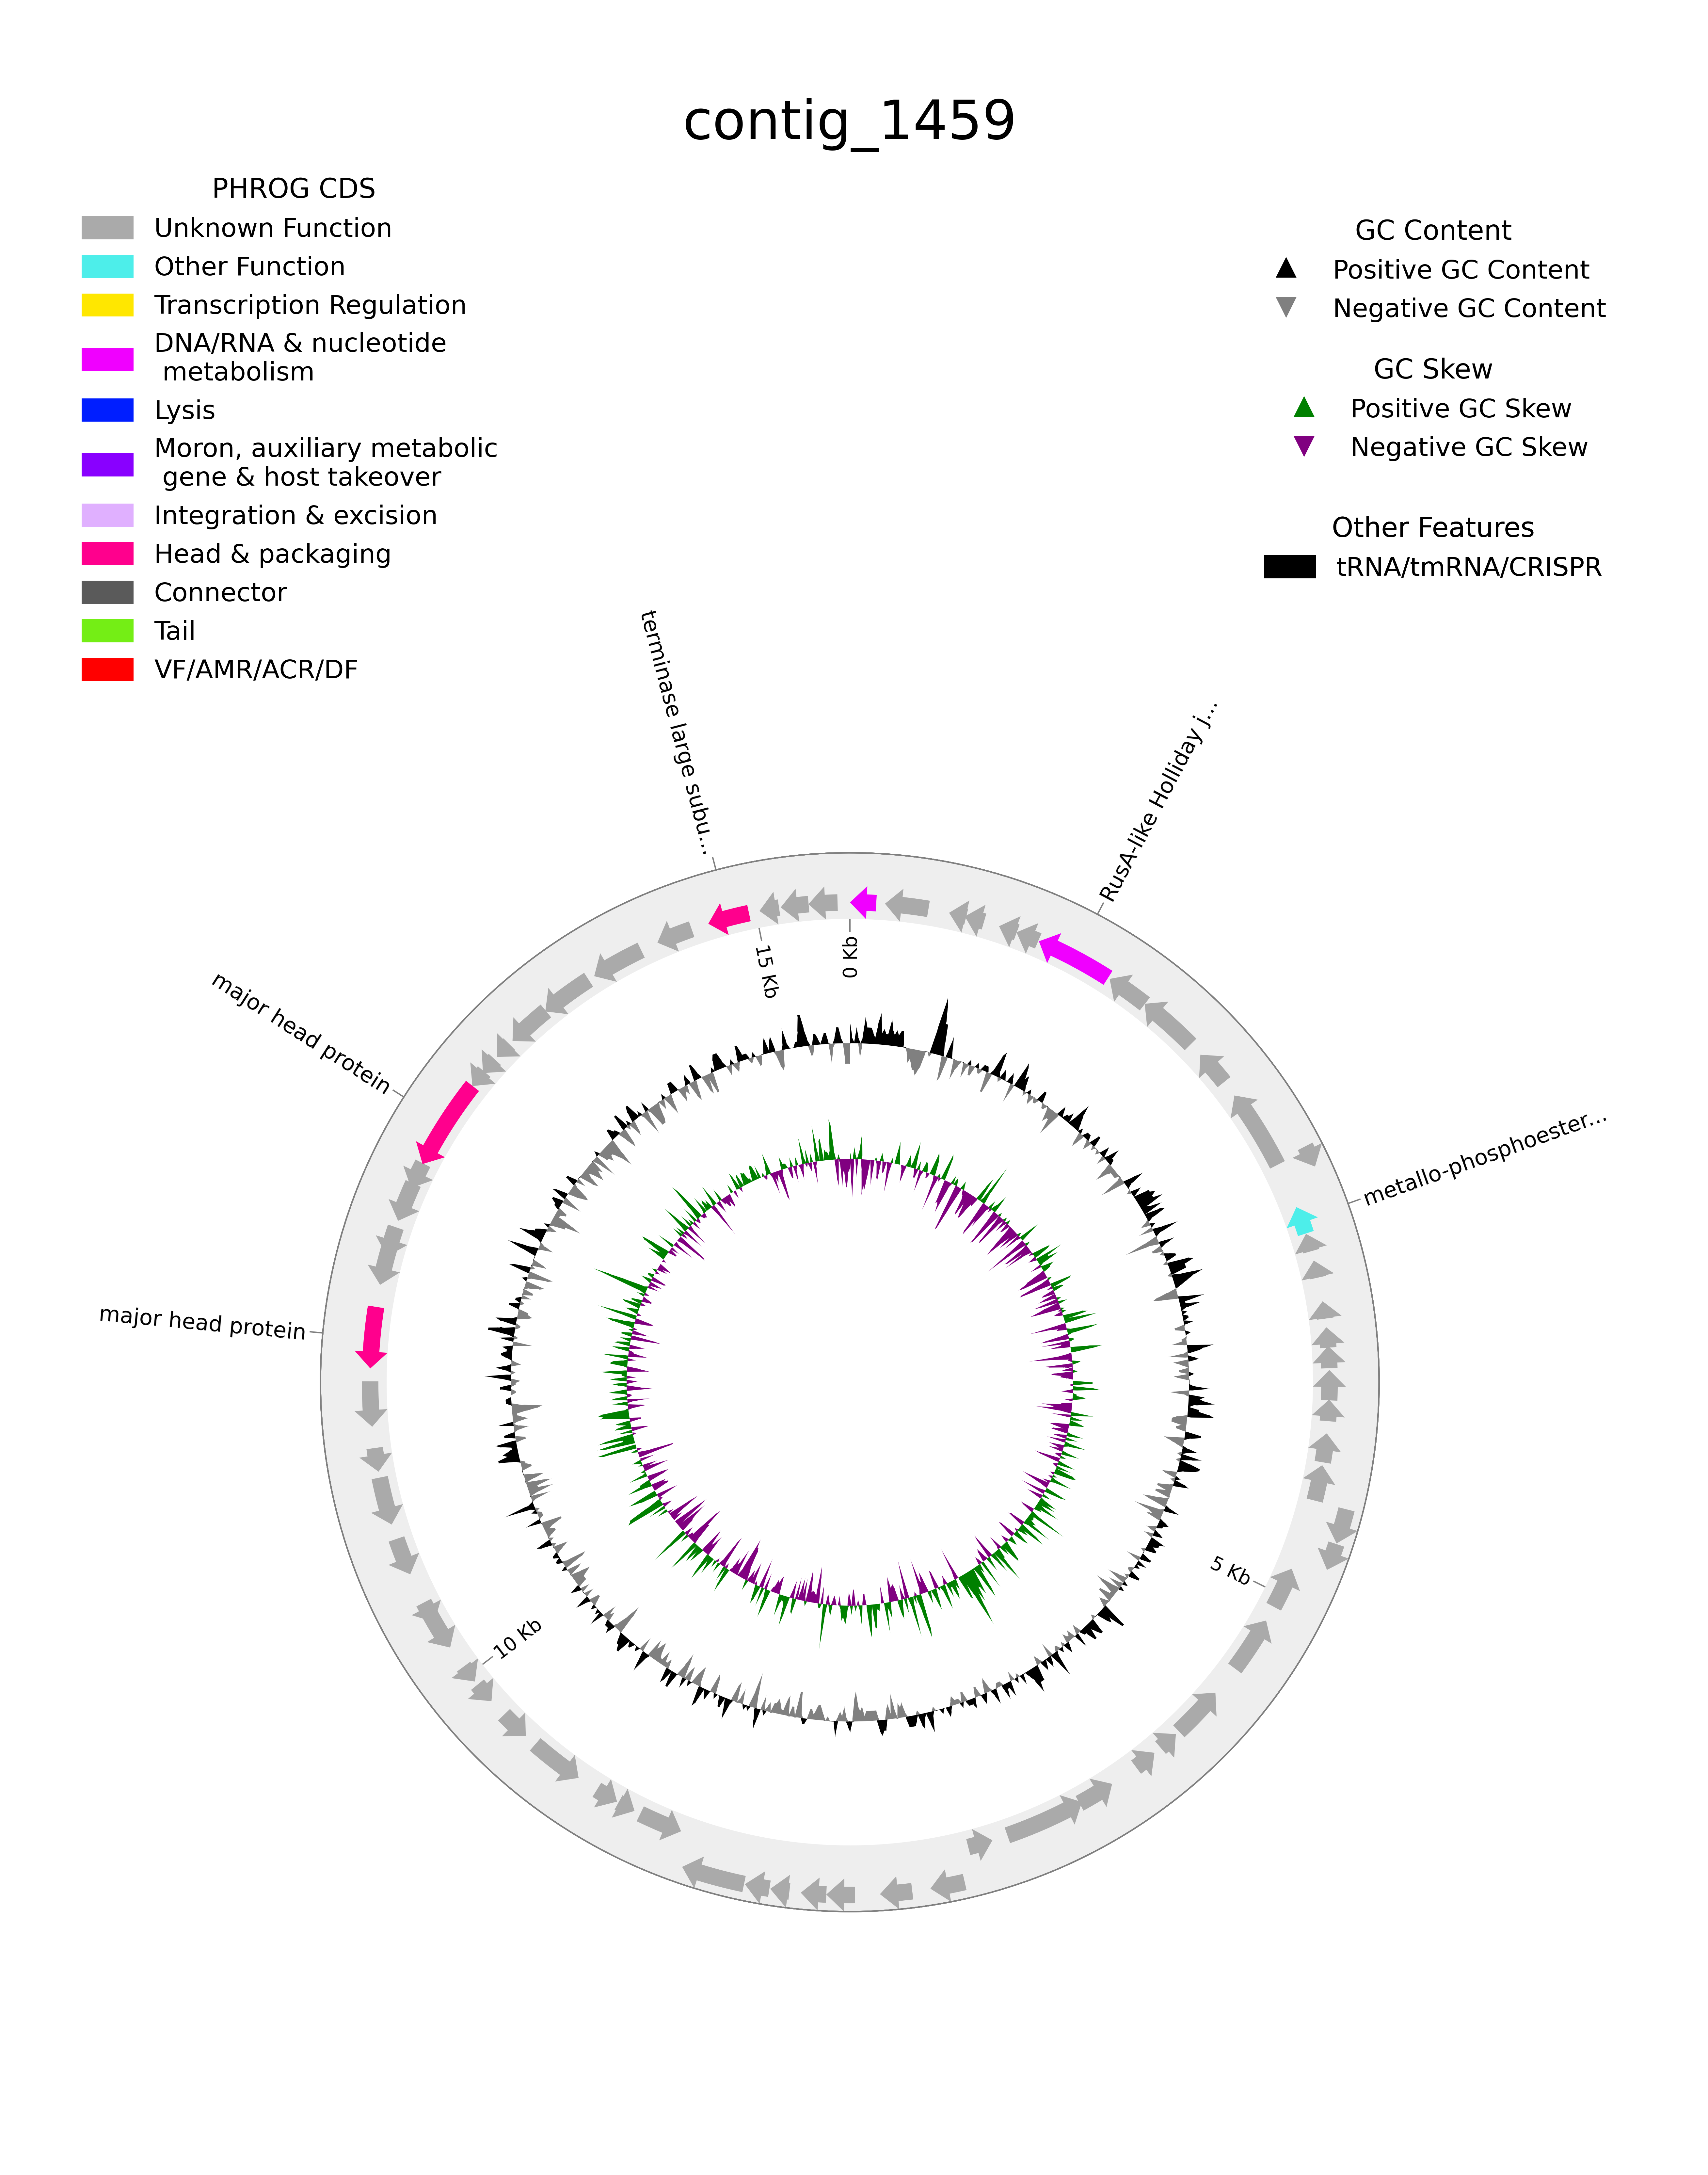 contig_1459
PHROG CDS
Unknown Function
Other Function
Transcription Regulation
DNA/RNA & nucleotide
metabolism
Lysis
Moron, auxiliary metabolic
gene & host takeover
Integration & excision
Head & packaging
Connector
Tail
VF/AMR/ACR/DF
GC Content
Positive GC Content
Negative GC Content
GC Skew
Positive GC Skew
Negative GC Skew
Other Features
tRNA/tmRNA/CRISPR
terminase large subu...
RusA-like Holliday j...
major head protein
metallo-phosphoester...
major head protein
0 Kb
15 Kb
5 Kb
10 Kb